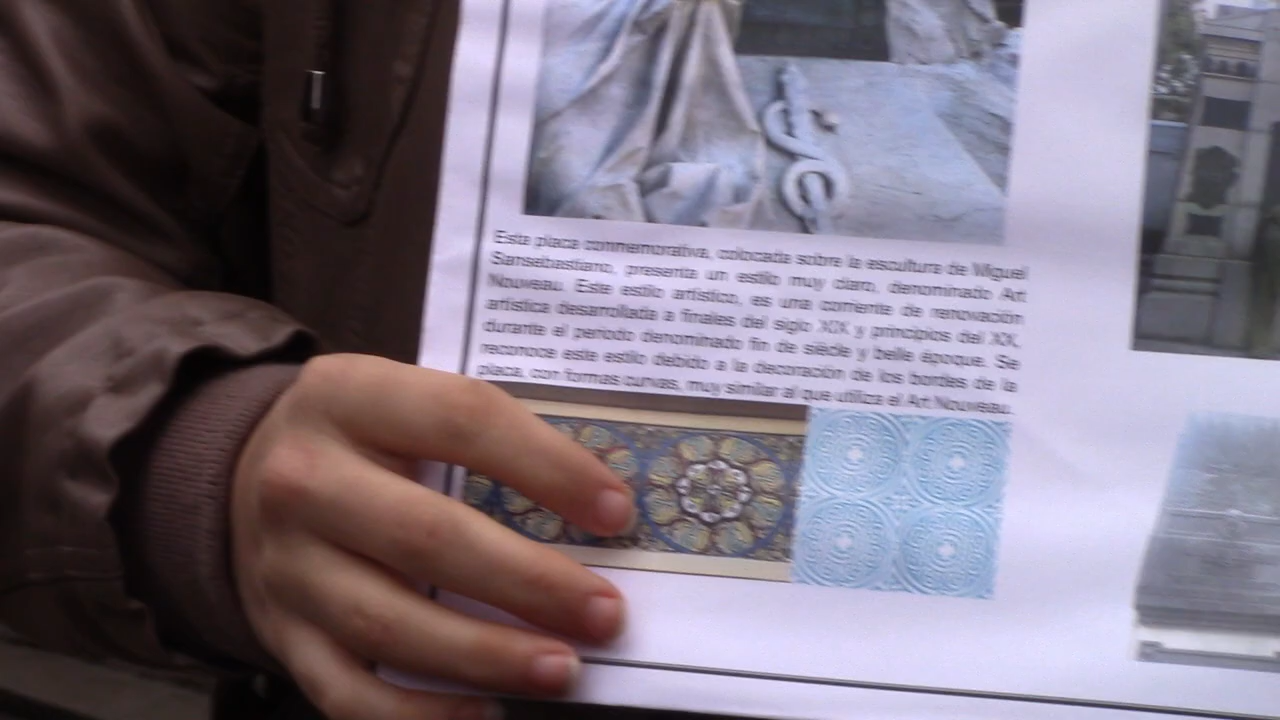 Esta placa conmemorativa, colocada sobre la escultura de Miguel
Sansebastiano, presenta un estilo muy claro, denominado Art
Nouveau. Este estilo artístico, es una corriente de renovación
artística desarrollada a finales del siglo XIX y principios del XX,
durante el periodo denominado fin de siècle y belle époque. Se
reconoce este estilo debido a la decoración de los bordes de la
placa, con formas curvas, muy similar al que utiliza el Art Nouveau.